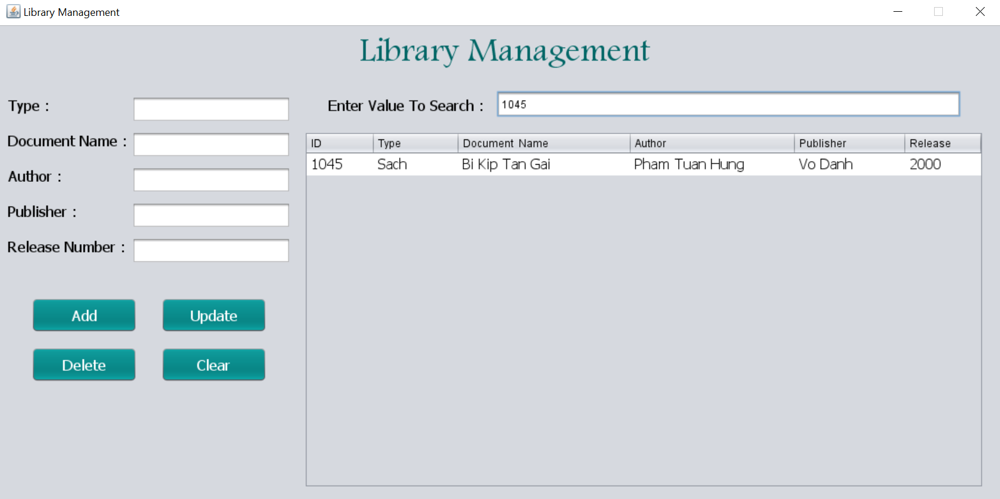 Library Management
Library Management
Type :
Document Name :
Author :
Publisher :
Release Number :
Add
Update
Delete
Clear
Enter Value To Search :
1045
ID Type Document Name Author Publisher Release
1045 Sach Bi Kip Tan Gai Pham Tuan Hung Vo Danh 2000